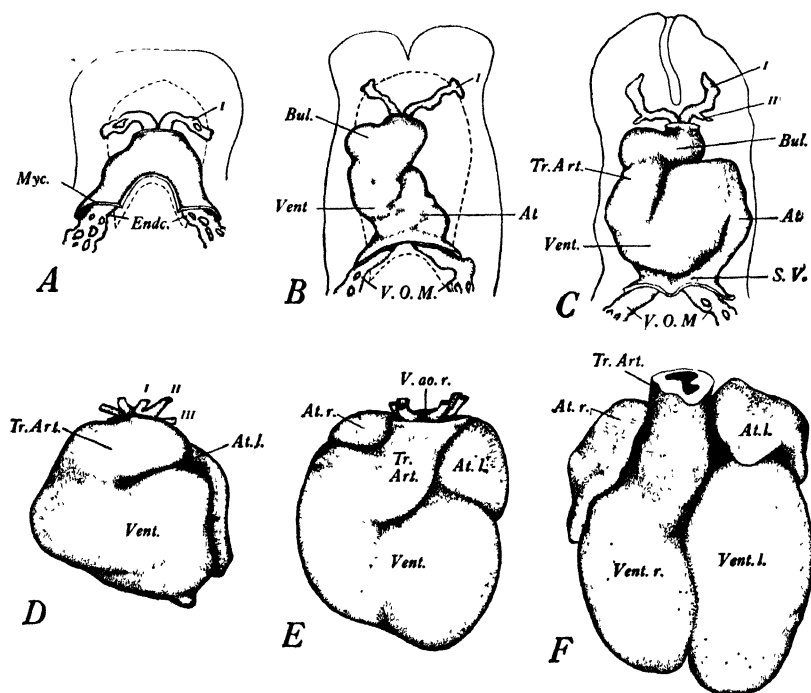 I
Myc.
Endc.
A
I
Bul.
Vent
At
V. O. M.
B
I
II
Bul.
Tr. Art.
At.
Vent.
S. V.
V. O. M
C
I
II
III
Tr. Art.
At. l.
Vent.
D
V. ao. r.
At. r.
Tr.
Art.
At. l.
Vent.
E
Tr. Art.
At. r.
At. l.
Vent. r.
Vent. l.
F